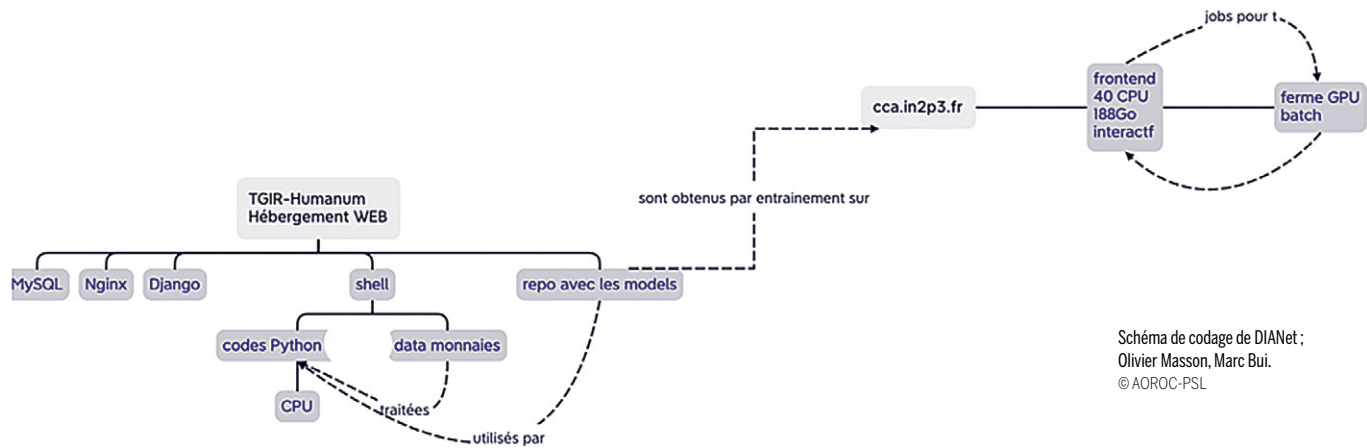 jobs pour t
frontend
40 CPU
188Go
interactf
ferme GPU
batch
cca.in2p3.fr
sont obtenus par entrainement sur
TGIR-Humanum
Hébergement WEB
MySQL
Nginx
Django
shell
repo avec les models
codes Python
data monnaies
CPU
traitées
utilisés par
Schéma de codage de DIANet ;
Olivier Masson, Marc Bui.
© AOROC-PSL